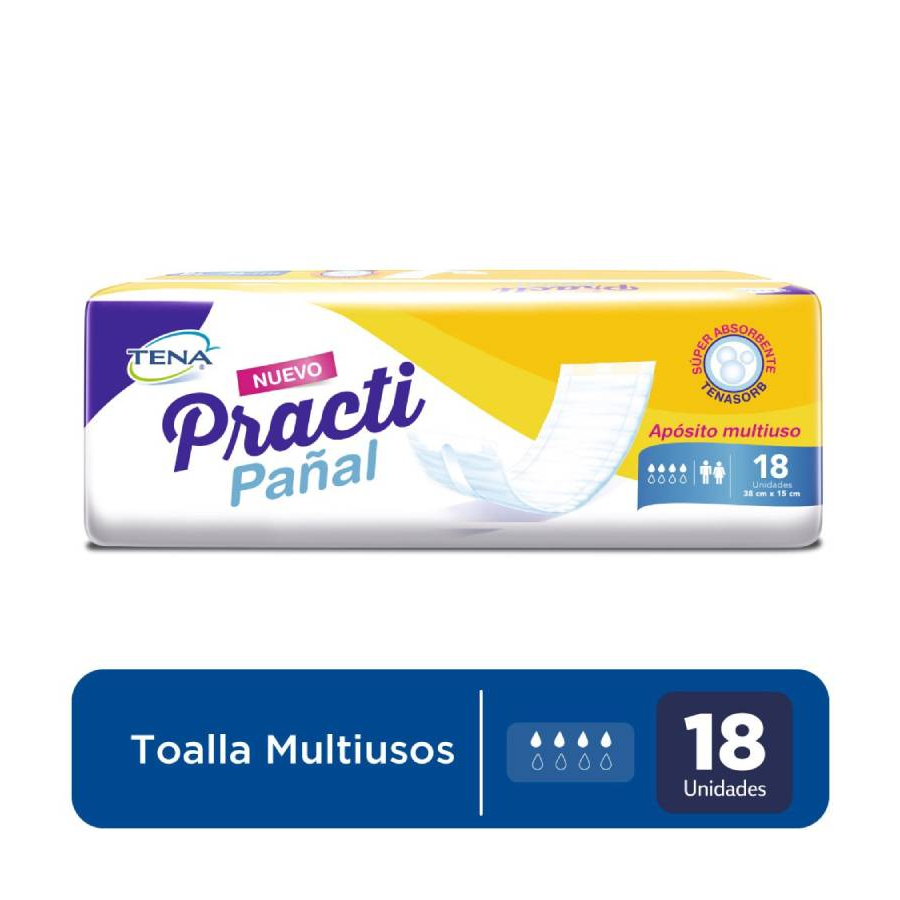 TENA
NUEVO
Practi
Pañal
SÚPER ABSORBENTE
TENASORB
Apósito multiuso
18
Unidades
38 cm x 15 cm
Toalla Multiusos
18
Unidades